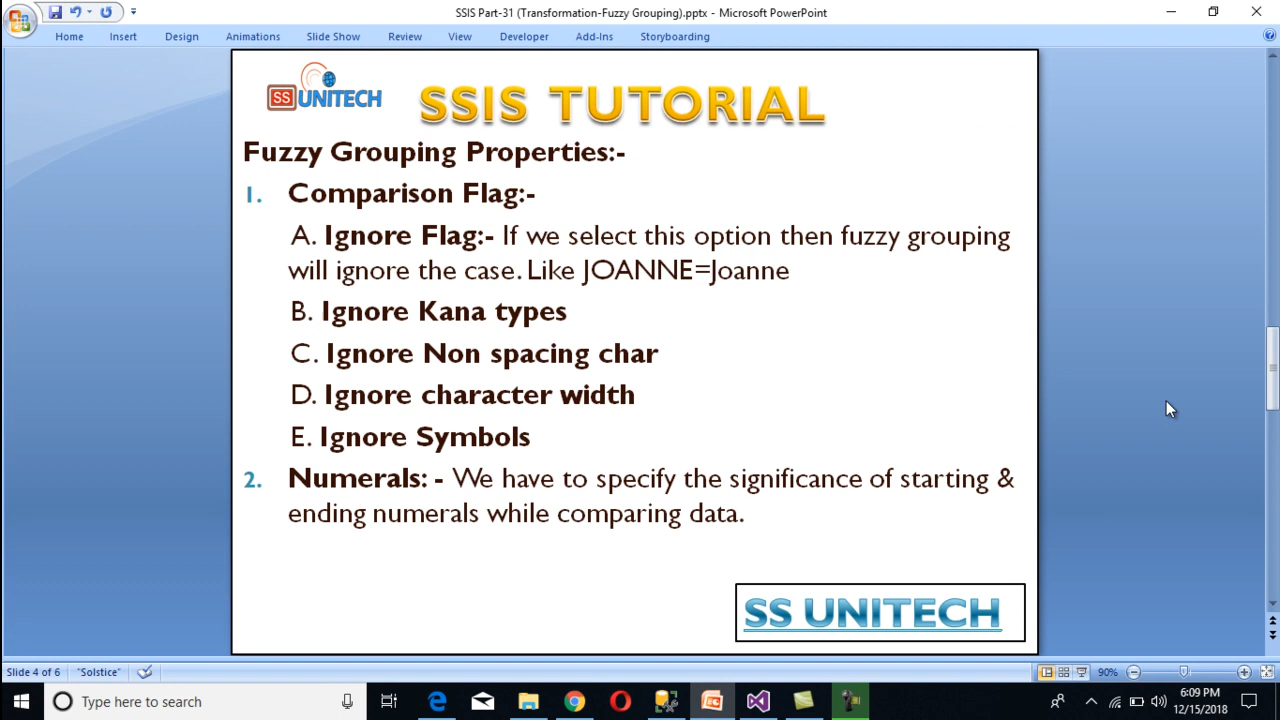 SSIS Part-31 (Transformation-Fuzzy Grouping).pptx - Microsoft PowerPoint
Home Insert Design Animations Slide Show Review View Developer Add-Ins Storyboarding
SS UNITECH
SSIS TUTORIAL
Fuzzy Grouping Properties:-
1. Comparison Flag:-
A. Ignore Flag:- If we select this option then fuzzy grouping
will ignore the case. Like JOANNE=Joanne
B. Ignore Kana types
C. Ignore Non spacing char
D. Ignore character width
E. Ignore Symbols
2. Numerals: - We have to specify the significance of starting &
ending numerals while comparing data.
SS UNITECH
Slide 4 of 6 "Solstice" 90%
Type here to search
6:09 PM
12/15/2018